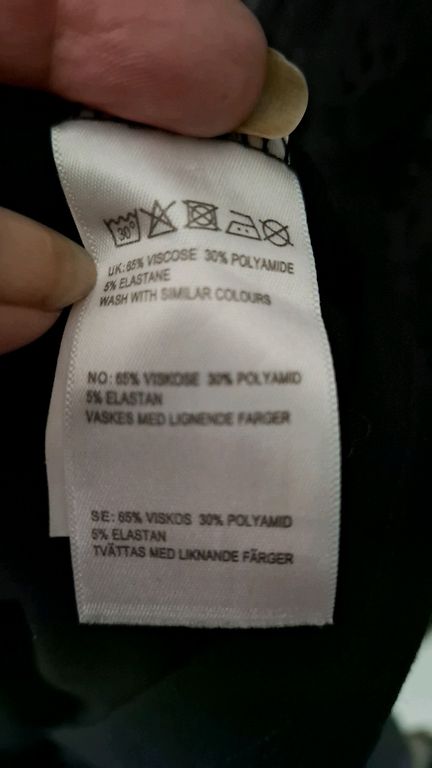 30°
UK: 65% VISCOSE 30% POLYAMIDE
5% ELASTANE
WASH WITH SIMILAR COLOURS
NO: 65% VISKOSE 30% POLYAMID
5% ELASTAN
VASKES MED LIGNENDE FARGER
SE: 65% VISKOS 30% POLYAMID
5% ELASTAN
TVÄTTAS MED LIKNANDE FÄRGER